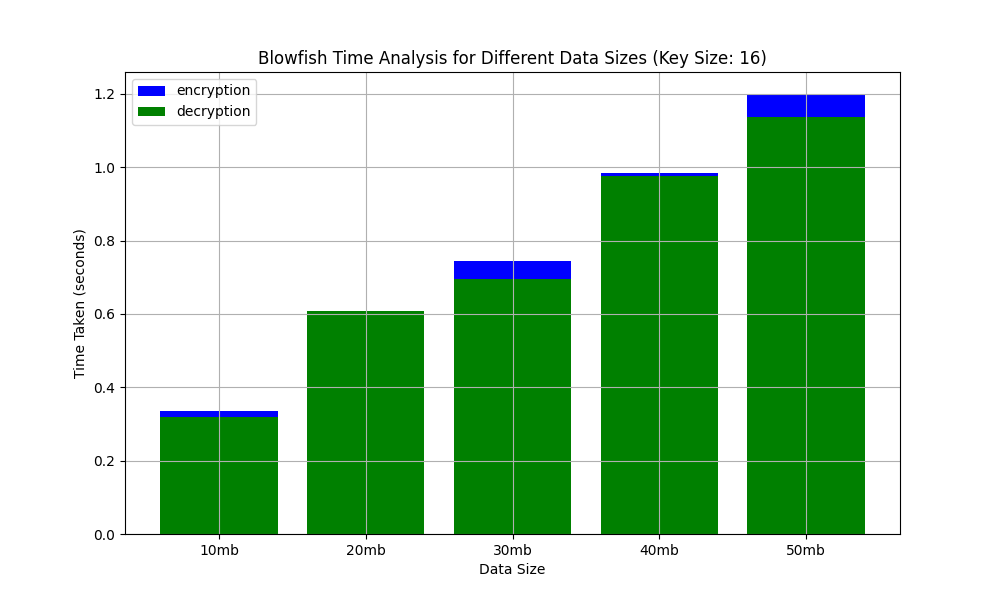 Blowfish Time Analysis for Different Data Sizes (Key Size: 16)
encryption
decryption
Time Taken (seconds)
1.2
1.0
0.8
0.6
0.4
0.2
0.0
10mb 20mb 30mb 40mb 50mb
Data Size